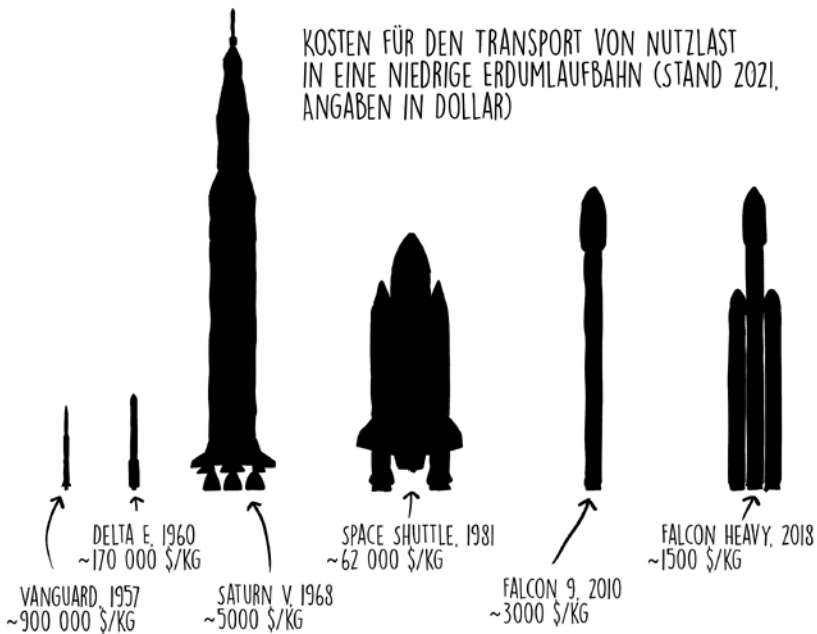 KOSTEN FÜR DEN TRANSPORT VON NUTZLAST
IN EINE NIEDRIGE ERDUMLAUFBAHN (STAND 2021,
ANGABEN IN DOLLAR)
VANGUARD, 1957
~900 000 $/KG
DELTA E, 1960
~170 000 $/KG
SATURN V, 1968
~5000 $/KG
SPACE SHUTTLE, 1981
~62 000 $/KG
FALCON 9, 2010
~3000 $/KG
FALCON HEAVY, 2018
~1500 $/KG